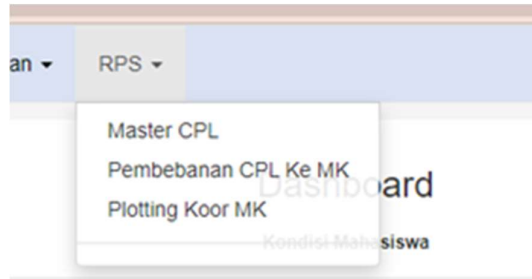 an RPS
Master CPL
Pembebanan CPL Ke MK
Dashboard
Plotting Koor MK
Kondisi Mahasiswa